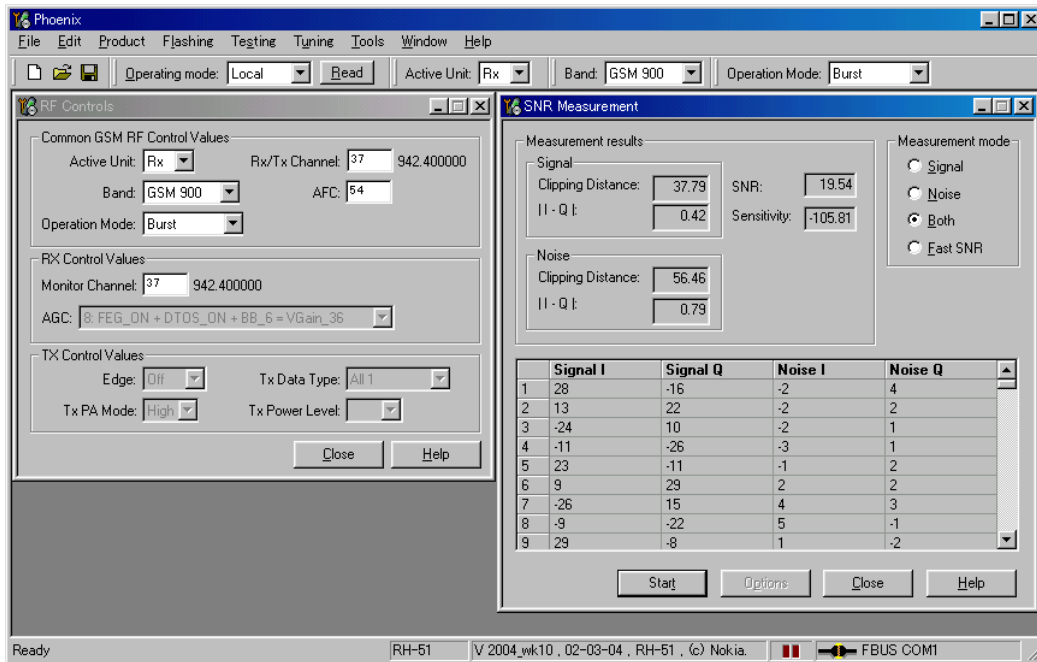 Phoenix
File Edit Product Flashing Testing Tuning Tools Window Help
Operating mode: Local Read Active Unit: Rx Band: GSM 900 Operation Mode: Burst
RF Controls
Common GSM RF Control Values
Active Unit: Rx Rx/Tx Channel: 37 942.400000
Band: GSM 900 AFC: 54
Operation Mode: Burst
RX Control Values
Monitor Channel: 37 942.400000
AGC: 8: FEG_ON + DTOS_ON + BB_6 = VGain_36
TX Control Values
Edge: Off Tx Data Type: All 1
Tx PA Mode: High Tx Power Level:
Close Help
SNR Measurement
Measurement results
Signal
Clipping Distance: 37.79 SNR: 19.54
| I - Q |: 0.42 Sensitivity: -105.81
Noise
Clipping Distance: 56.46
| I - Q |: 0.79
Measurement mode
Signal
Noise
Both
Fast SNR
Signal I Signal Q Noise I Noise Q
1 28 -16 -2 4
2 13 22 -2 2
3 -24 10 -2 1
4 -11 -26 -3 1
5 23 -11 -1 2
6 9 29 2 2
7 -26 15 4 3
8 -9 -22 5 -1
9 29 -8 1 -2
Start Options Close Help
Ready RH-51 V 2004_wk10 , 02-03-04 , RH-51 , (c) Nokia. FBUS COM1